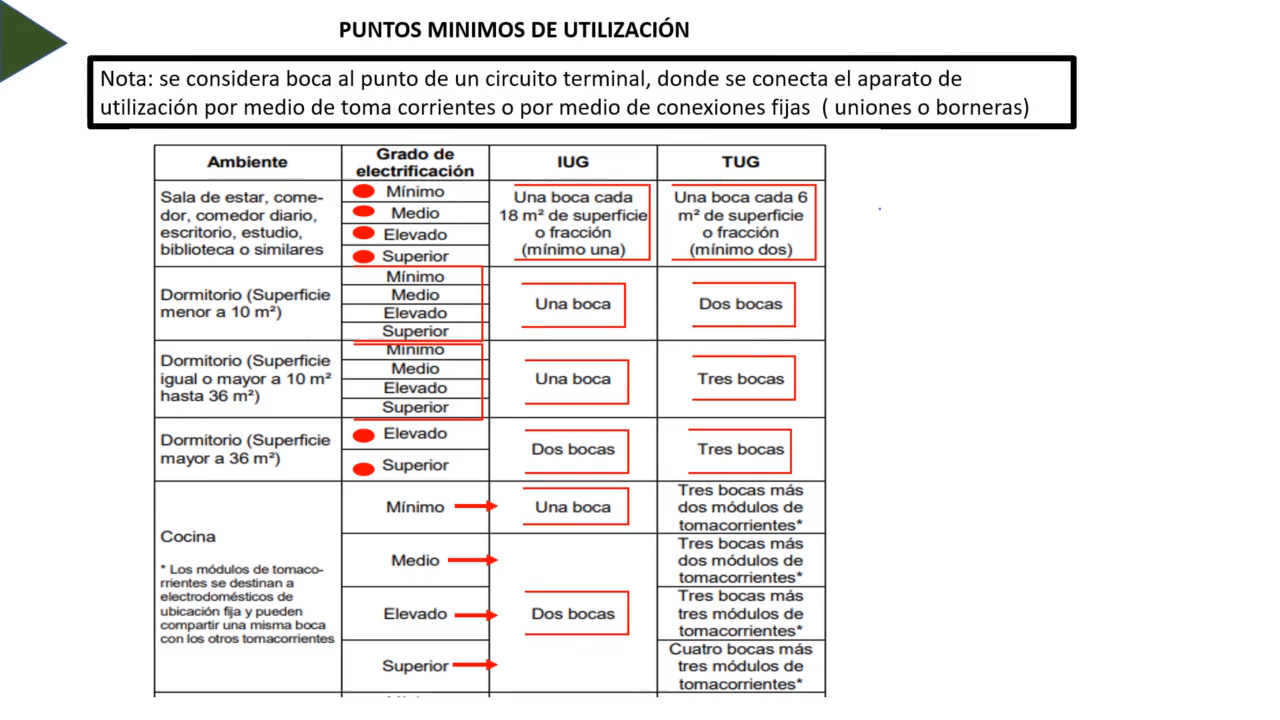 PUNTOS MINIMOS DE UTILIZACIÓN
Nota: se considera boca al punto de un circuito terminal, donde se conecta el aparato de
utilización por medio de toma corrientes o por medio de conexiones fijas ( uniones o borneras)
Ambiente
Grado de
electrificación
IUG
TUG
Sala de estar, come-
dor, comedor diario,
escritorio, estudio,
biblioteca o similares
Mínimo
Medio
Elevado
Superior
Una boca cada
18 m² de superficie
o fracción
(mínimo una)
Una boca cada 6
m² de superficie
o fracción
(mínimo dos)
Dormitorio (Superficie
menor a 10 m²)
Mínimo
Medio
Elevado
Superior
Una boca
Dos bocas
Dormitorio (Superficie
igual o mayor a 10 m²
hasta 36 m²)
Mínimo
Medio
Elevado
Superior
Una boca
Tres bocas
Dormitorio (Superficie
mayor a 36 m²)
Elevado
Superior
Dos bocas
Tres bocas
Cocina
* Los módulos de tomaco-
rrientes se destinan a
electrodomésticos de
ubicación fija y pueden
compartir una misma boca
con los otros tomacorrientes
Mínimo
Una boca
Tres bocas más
dos módulos de
tomacorrientes*
Medio
Tres bocas más
dos módulos de
tomacorrientes*
Elevado
Dos bocas
Tres bocas más
tres módulos de
tomacorrientes*
Superior
Cuatro bocas más
tres módulos de
tomacorrientes*